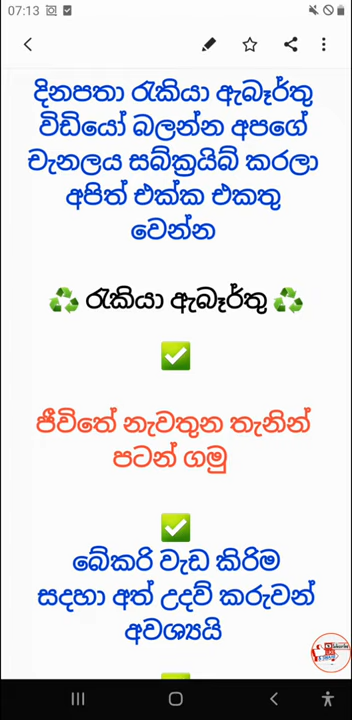 07:13
දිනපතා රැකියා ඇබෑර්තු
විඩියෝ බලන්න අපගේ
චැනලය සබ්ක්‍රයිබ් කරලා
අපිත් එක්ක එකතු
වෙන්න
♻️ රැකියා ඇබෑර්තු ♻️
✅
ජීවිතේ නැවතුන තැනින්
පටන් ගමු
✅
බේකරි වැඩ කිරිම
සදහා අත් උදව් කරුවන්
අවශ්‍යයි